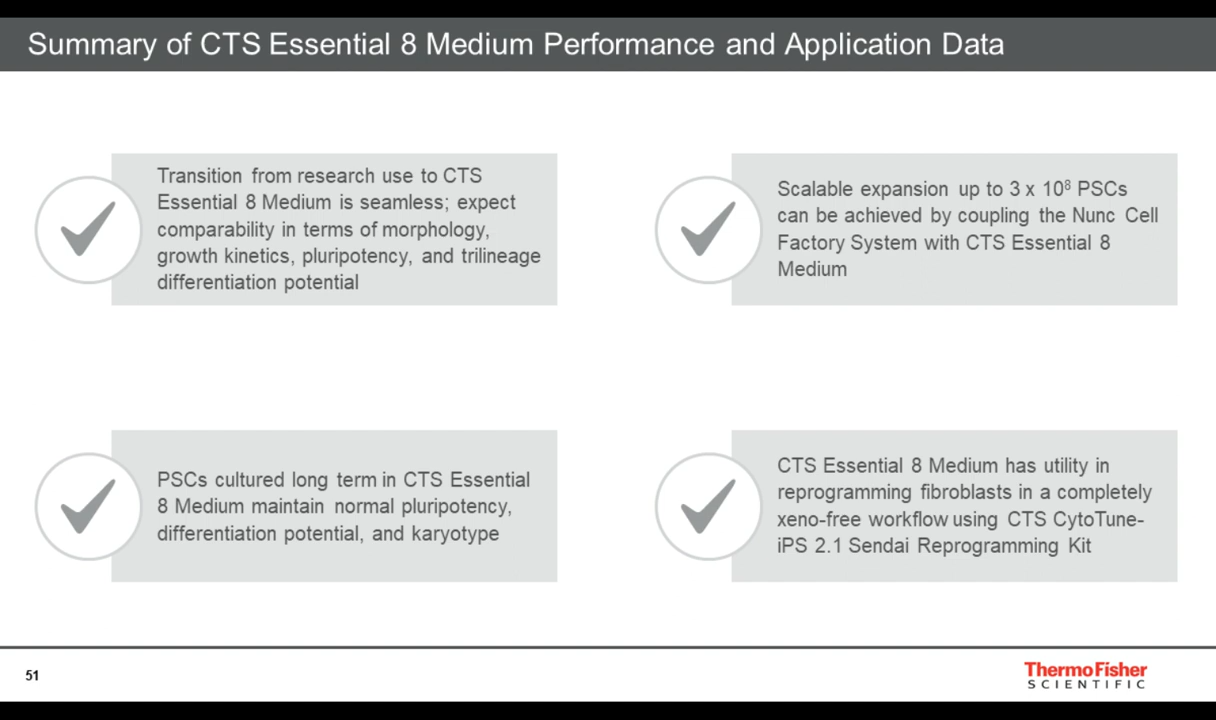 Summary of CTS Essential 8 Medium Performance and Application Data
Transition from research use to CTS
Essential 8 Medium is seamless; expect
comparability in terms of morphology,
growth kinetics, pluripotency, and trilineage
differentiation potential
Scalable expansion up to 3 x 10⁸ PSCs
can be achieved by coupling the Nunc Cell
Factory System with CTS Essential 8
Medium
PSCs cultured long term in CTS Essential
8 Medium maintain normal pluripotency,
differentiation potential, and karyotype
CTS Essential 8 Medium has utility in
reprogramming fibroblasts in a completely
xeno-free workflow using CTS CytoTune-
iPS 2.1 Sendai Reprogramming Kit
51
ThermoFisher
SCIENTIFIC